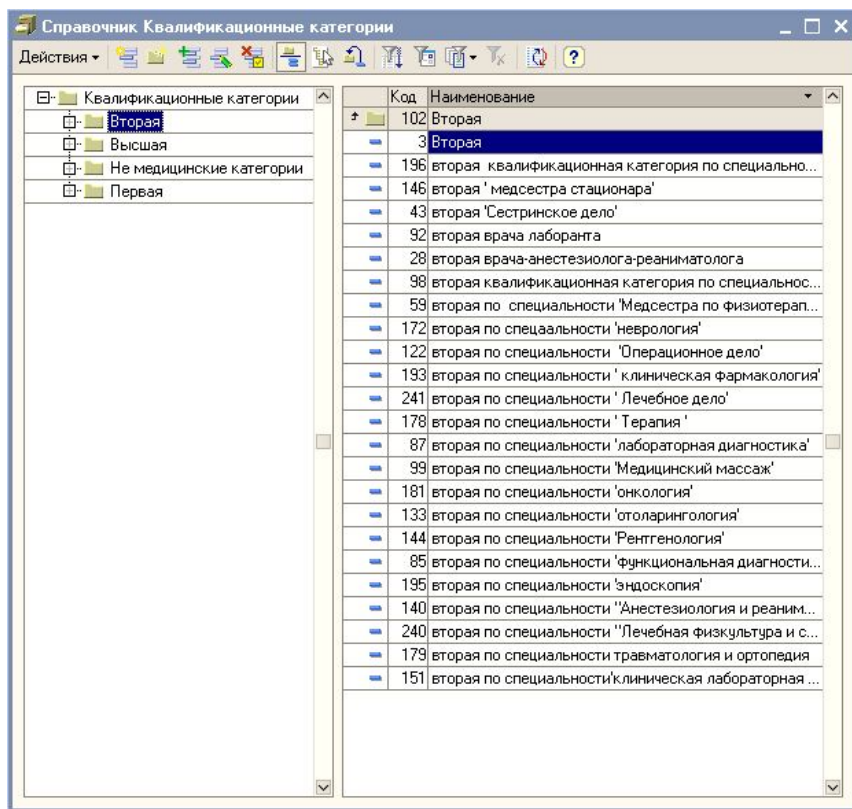 Справочник Квалификационные категории
Действия
Квалификационные категории
Вторая
Высшая
Не медицинские категории
Первая
Код Наименование
102 Вторая
3 Вторая
196 вторая квалификационная категория по специально...
146 вторая ' медсестра стационара'
43 вторая 'Сестринское дело'
92 вторая врача лаборанта
28 вторая врача-анестезиолога-реаниматолога
98 вторая квалификационная категория по специальнос...
59 вторая по специальности 'Медсестра по физиотерап...
172 вторая по спецаальности 'неврология'
122 вторая по специальности 'Операционное дело'
193 вторая по специальности ' клиническая фармакология'
241 вторая по специальности ' Лечебное дело'
178 вторая по специальности ' Терапия '
87 вторая по специальности 'лабораторная диагностика'
99 вторая по специальности 'Медицинский массаж'
181 вторая по специальности 'онкология'
133 вторая по специальности 'отоларингология'
144 вторая по специальности 'Рентгенология'
85 вторая по специальности 'функциональная диагности...
195 вторая по специальности 'эндоскопия'
140 вторая по специальности ''Анестезиология и реаним...
240 вторая по специальности ''Лечебная физкультура и с...
179 вторая по специальности травматология и ортопедия
151 вторая по специальности'клиническая лабораторная ...